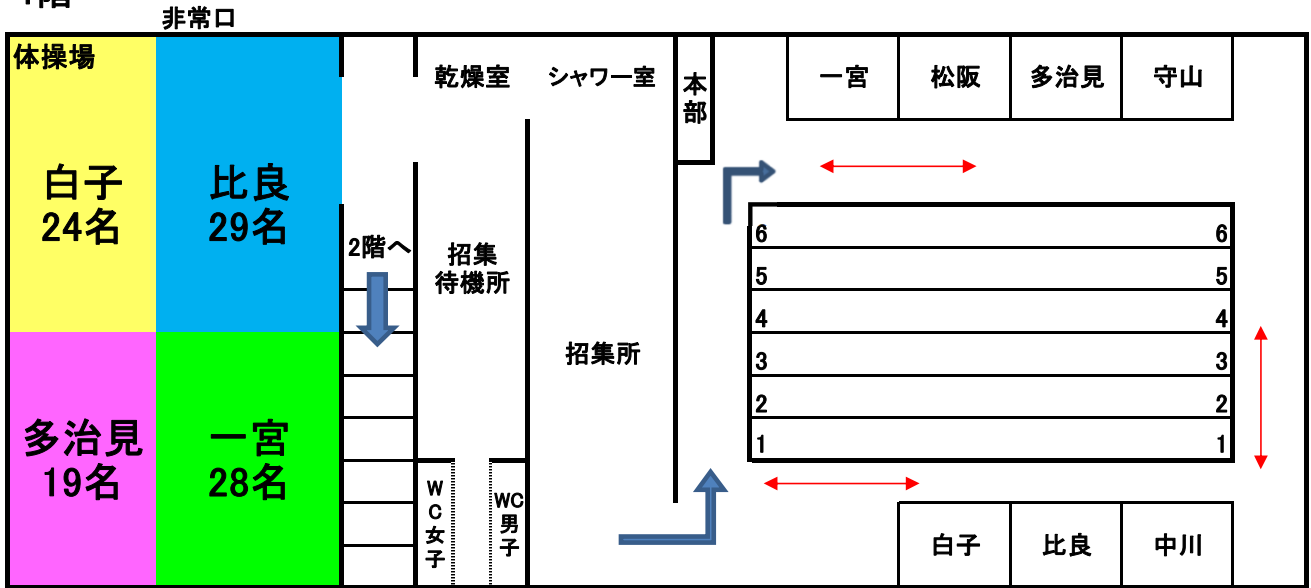 非常口
体操場
白子
24名
比良
29名
多治見
19名
一宮
28名
2階へ
乾燥室
シャワー室
本部
招集
待機所
招集所
WC女子
WC
男子
一宮
松阪
多治見
守山
6 6
5 5
4 4
3 3
2 2
1 1
白子
比良
中川